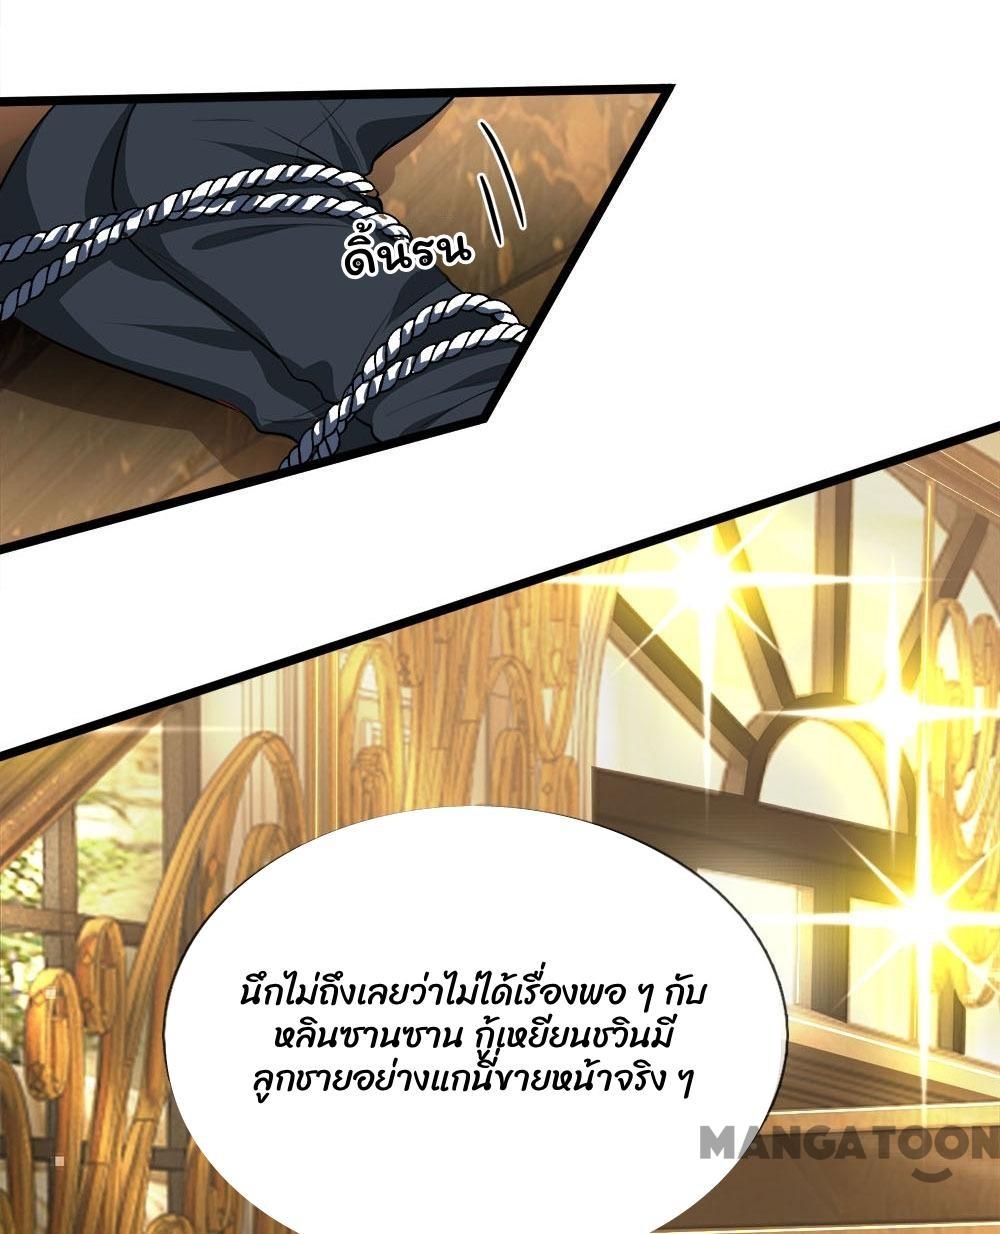 ดิ้นรน
นึกไม่ถึงเลยว่าไม่ได้เรื่องพอ ๆ กับ
หลินซานซาน กู้เหยียนชวินมี
ลูกชายอย่างแกนี่ขายหน้าจริง ๆ
MANGATOON